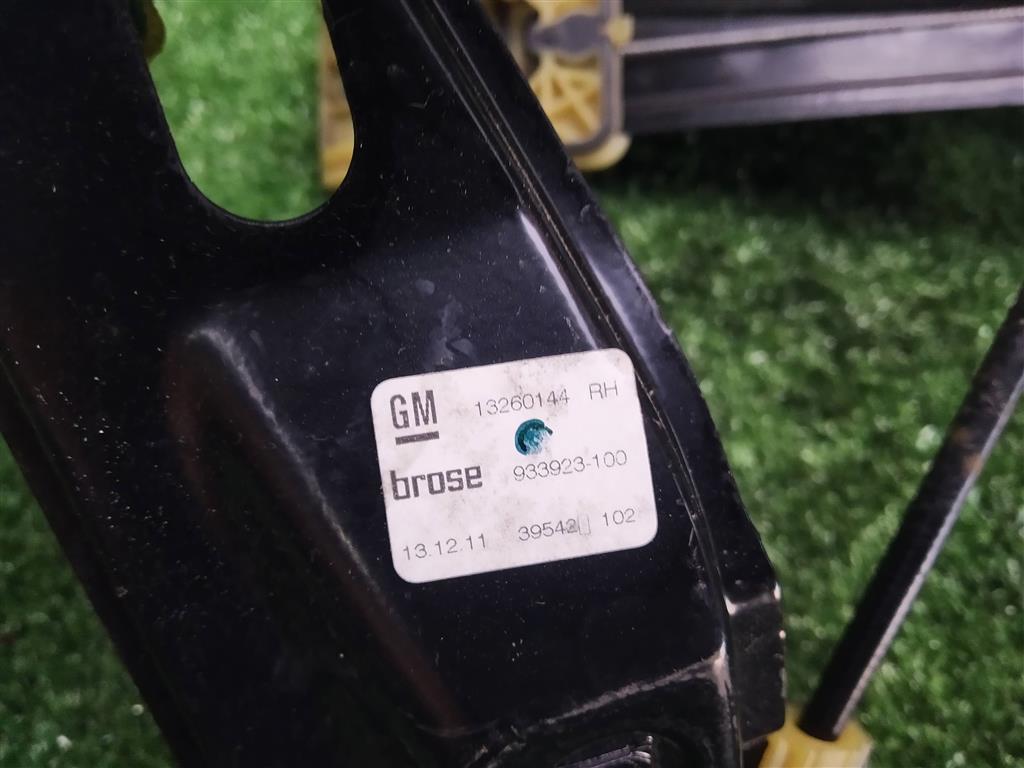 GM 13260144 RH
brose 933923-100
13.12.11 39542 102